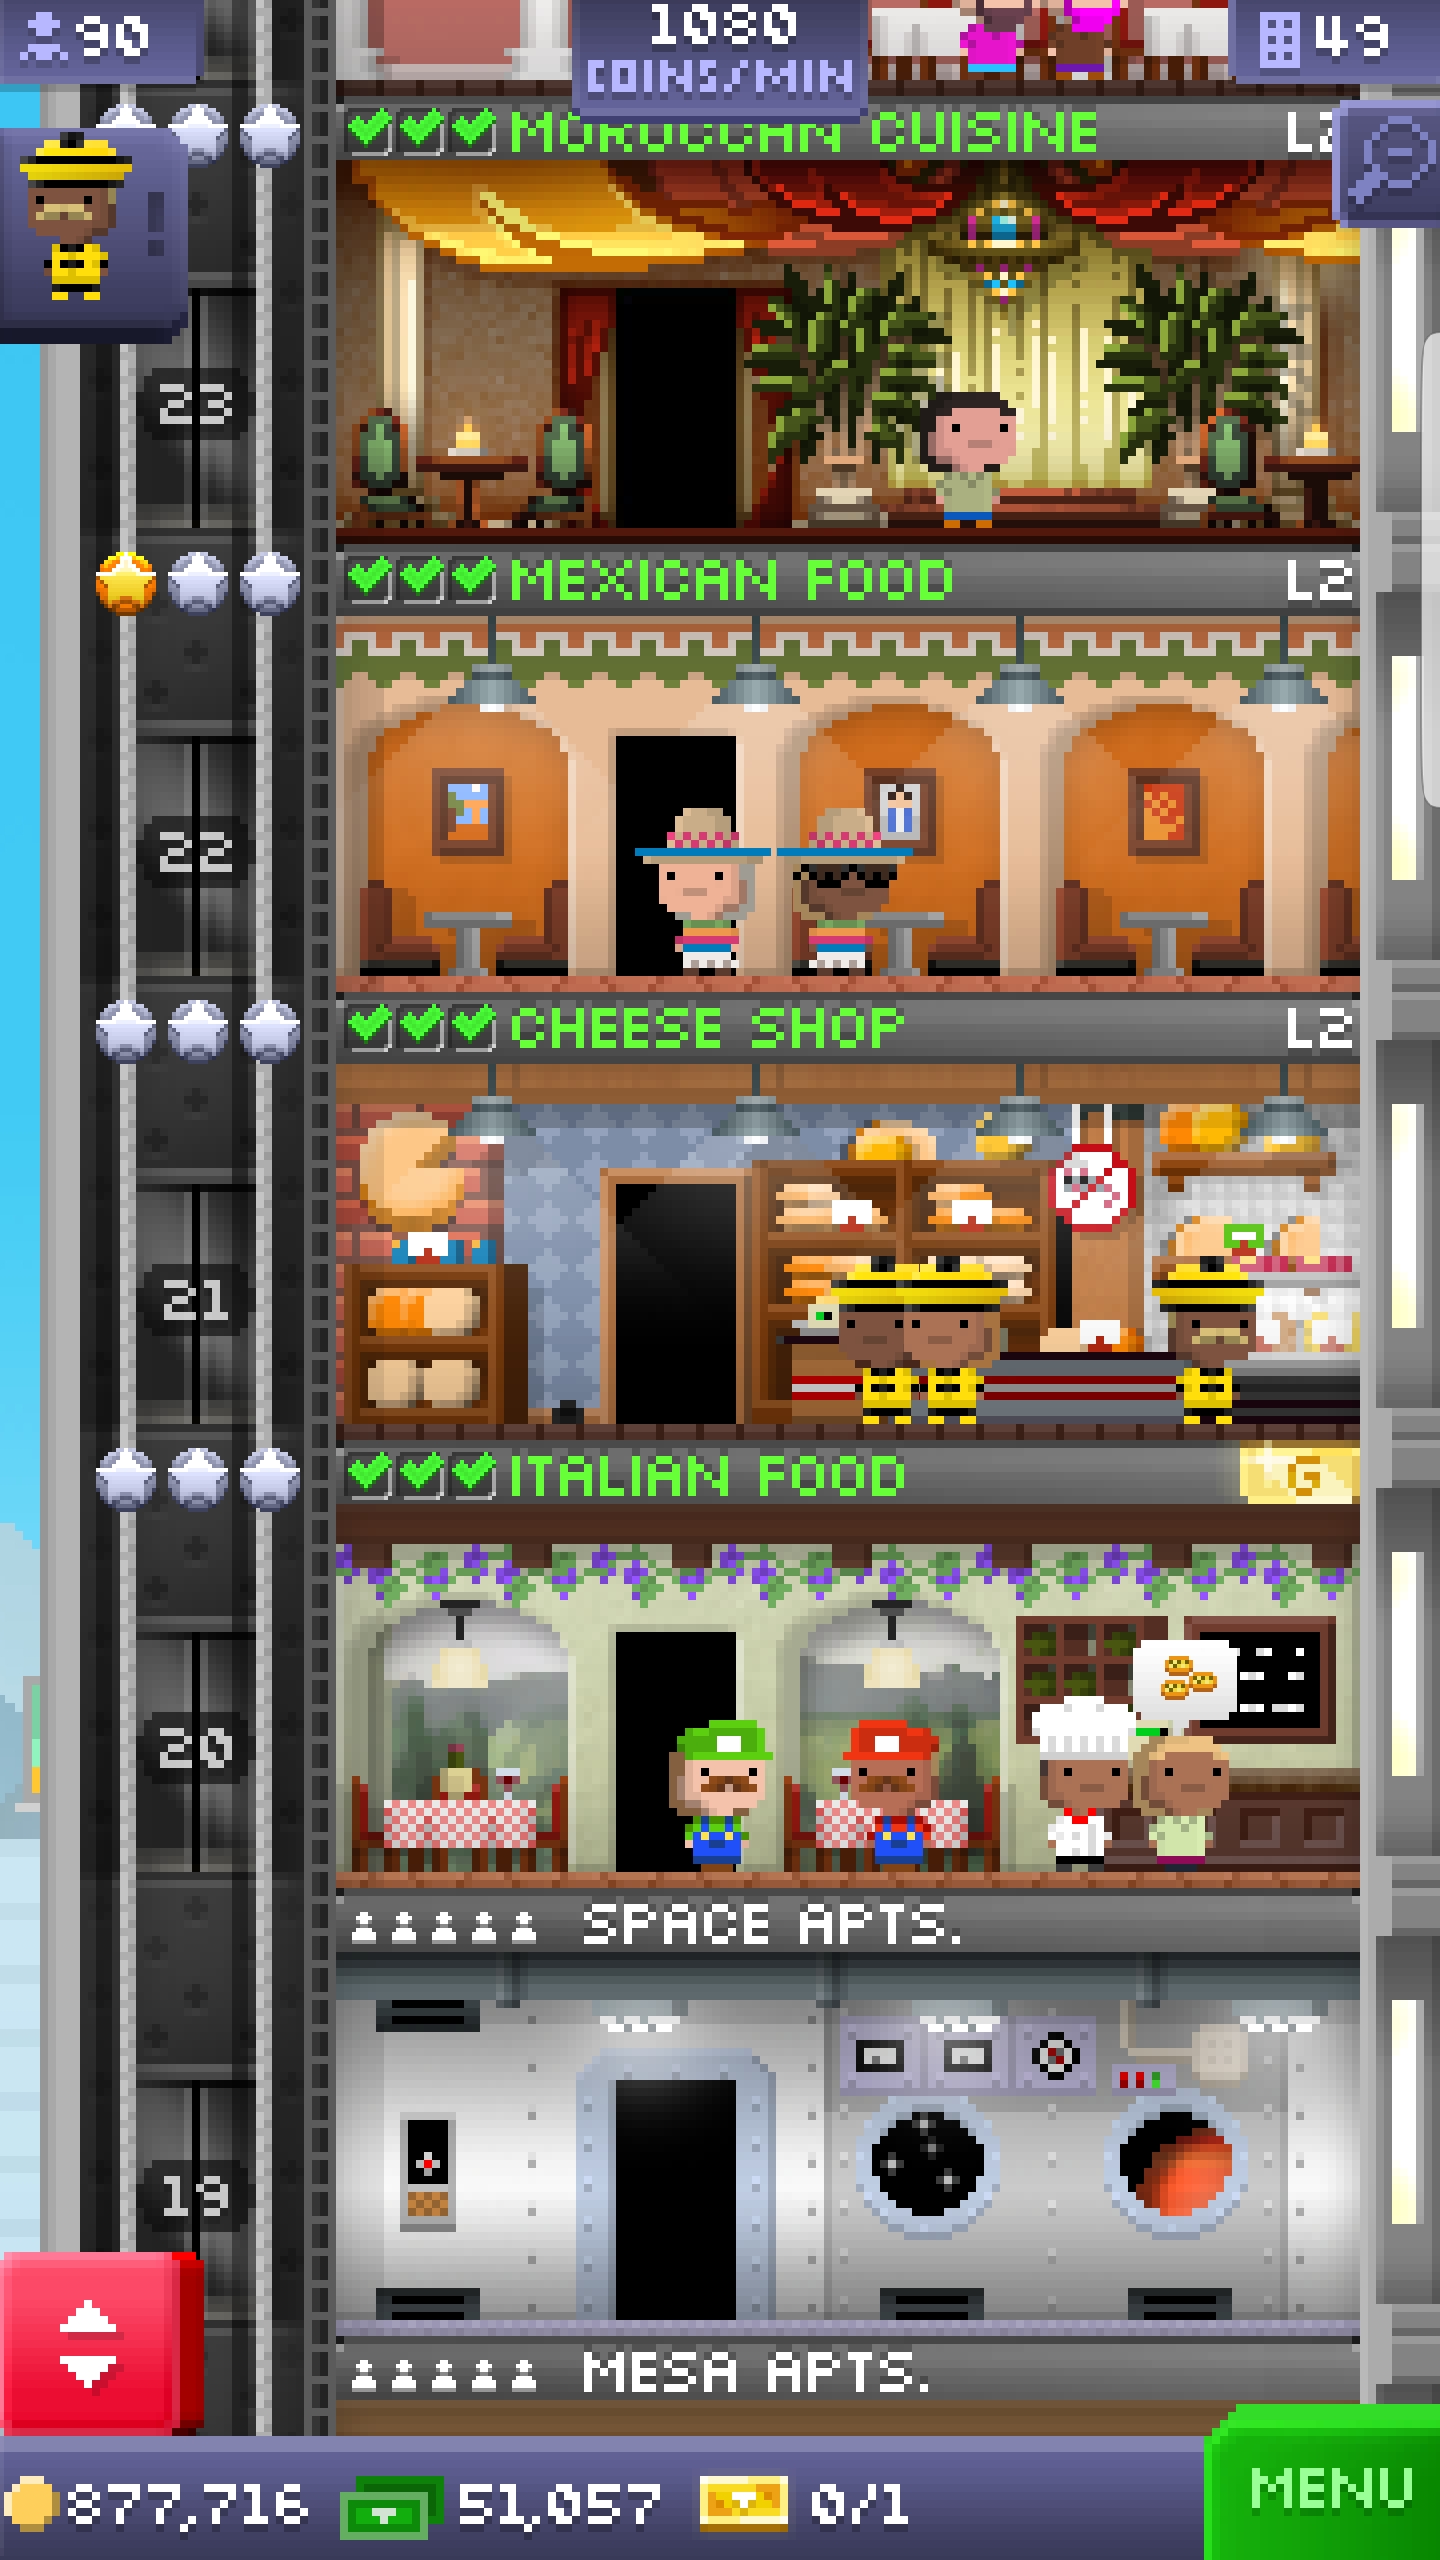 90
1080
COINS/MIN
49
MOROCCAN CUISINE
23
MEXICAN FOOD L2
22
CHEESE SHOP L2
21
ITALIAN FOOD G
20
SPACE APTS.
19
MESA APTS.
877,716 51,057 0/1
MENU